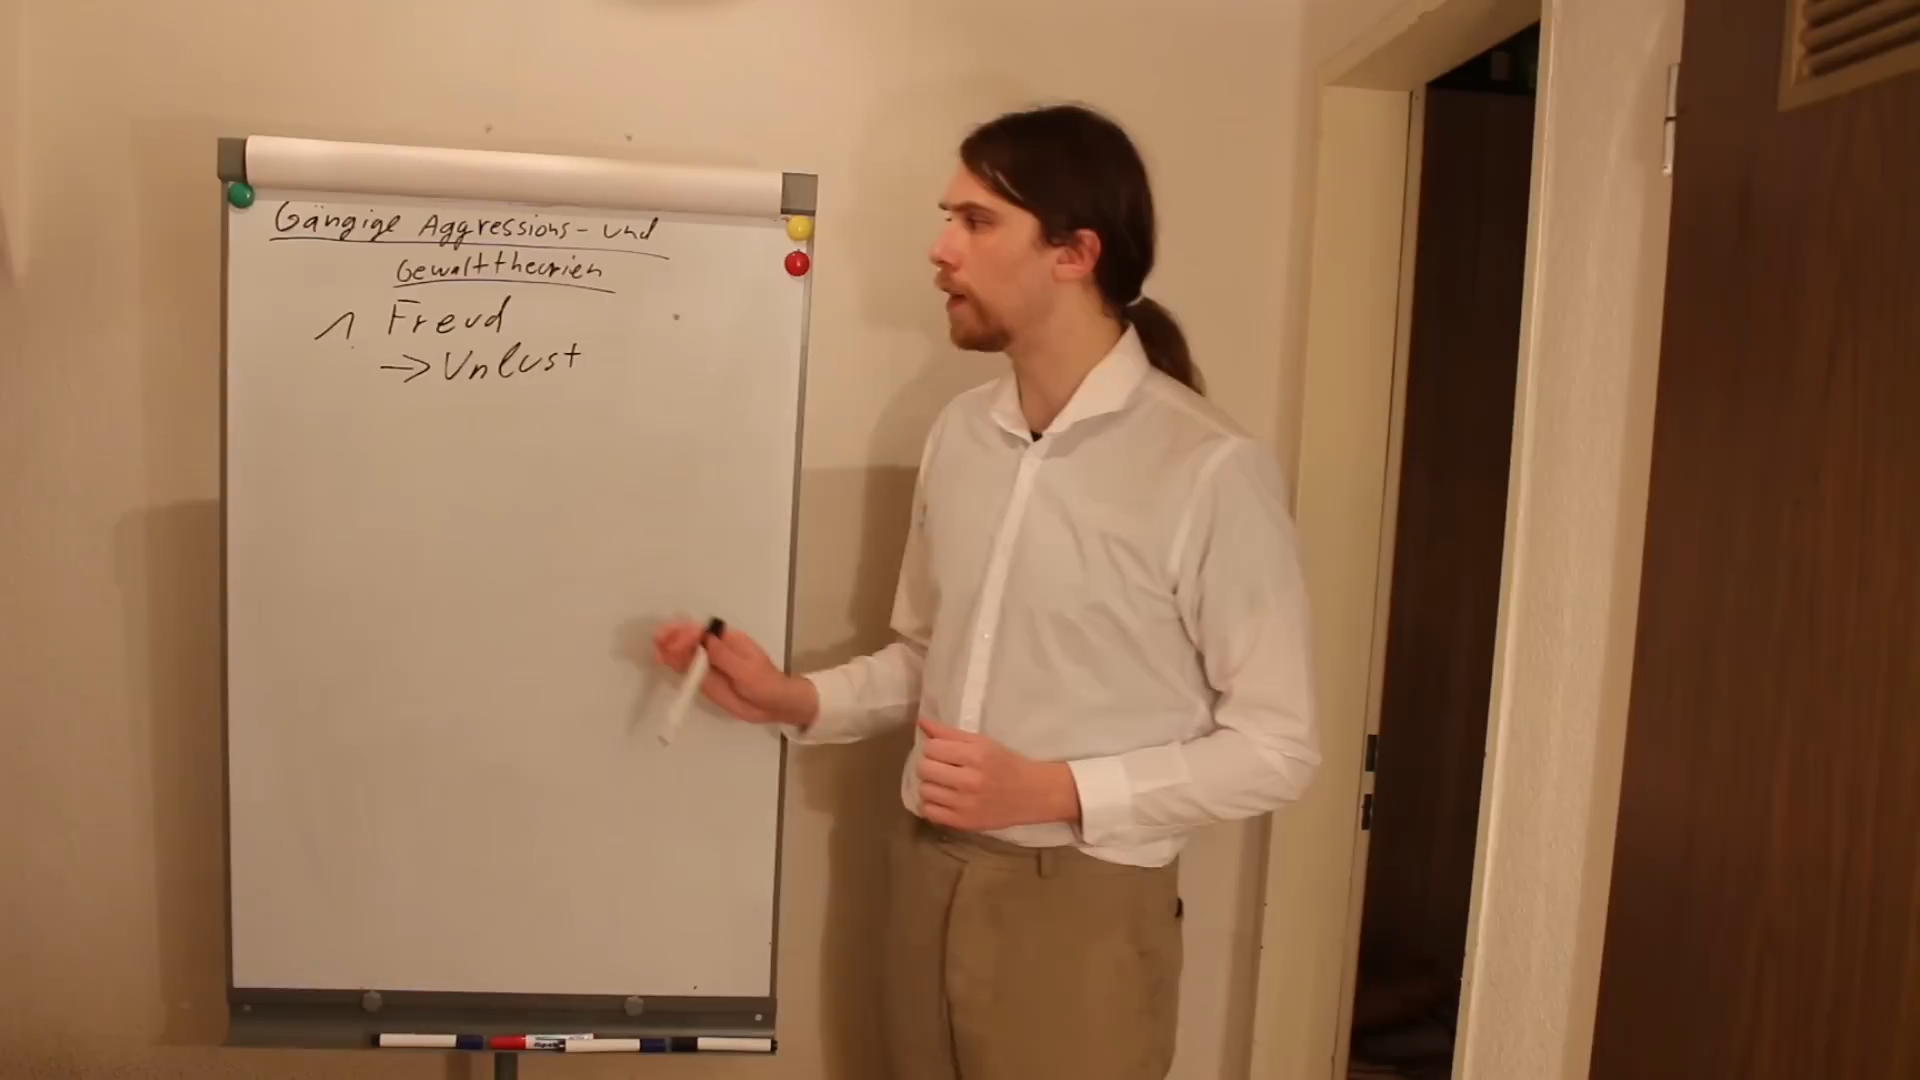 Gängige Aggressions- und
Gewalttheorien
1. Freud
→ Unlust